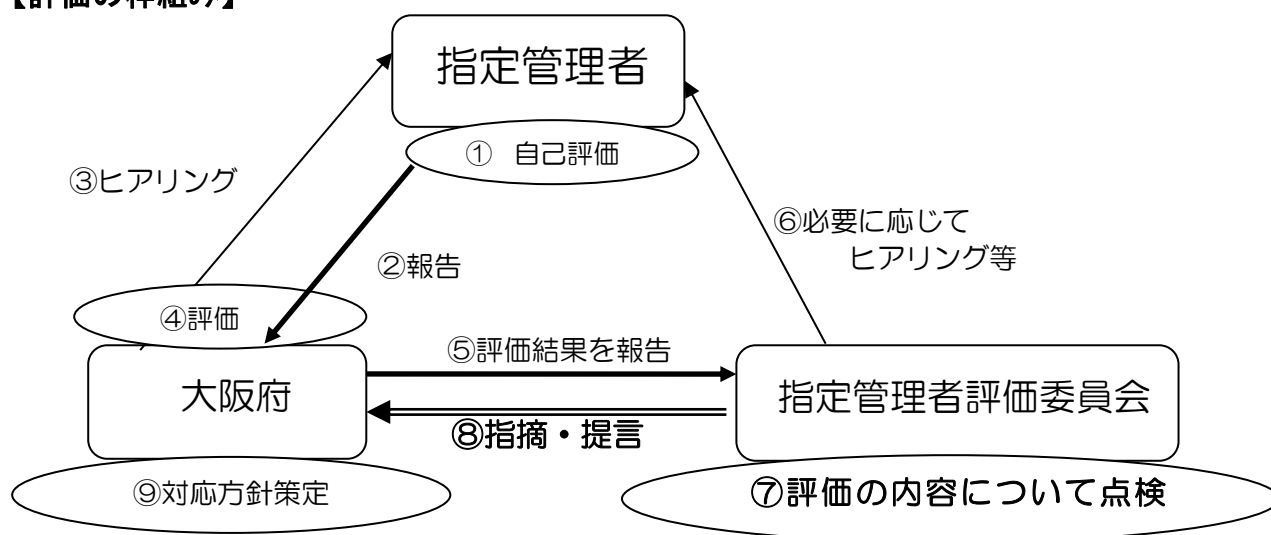 【評価の枠組み】
指定管理者
① 自己評価
③ヒアリング
⑥必要に応じて
ヒアリング等
②報告
④評価
⑤評価結果を報告
大阪府
指定管理者評価委員会
⑧指摘・提言
⑨対応方針策定
⑦評価の内容について点検